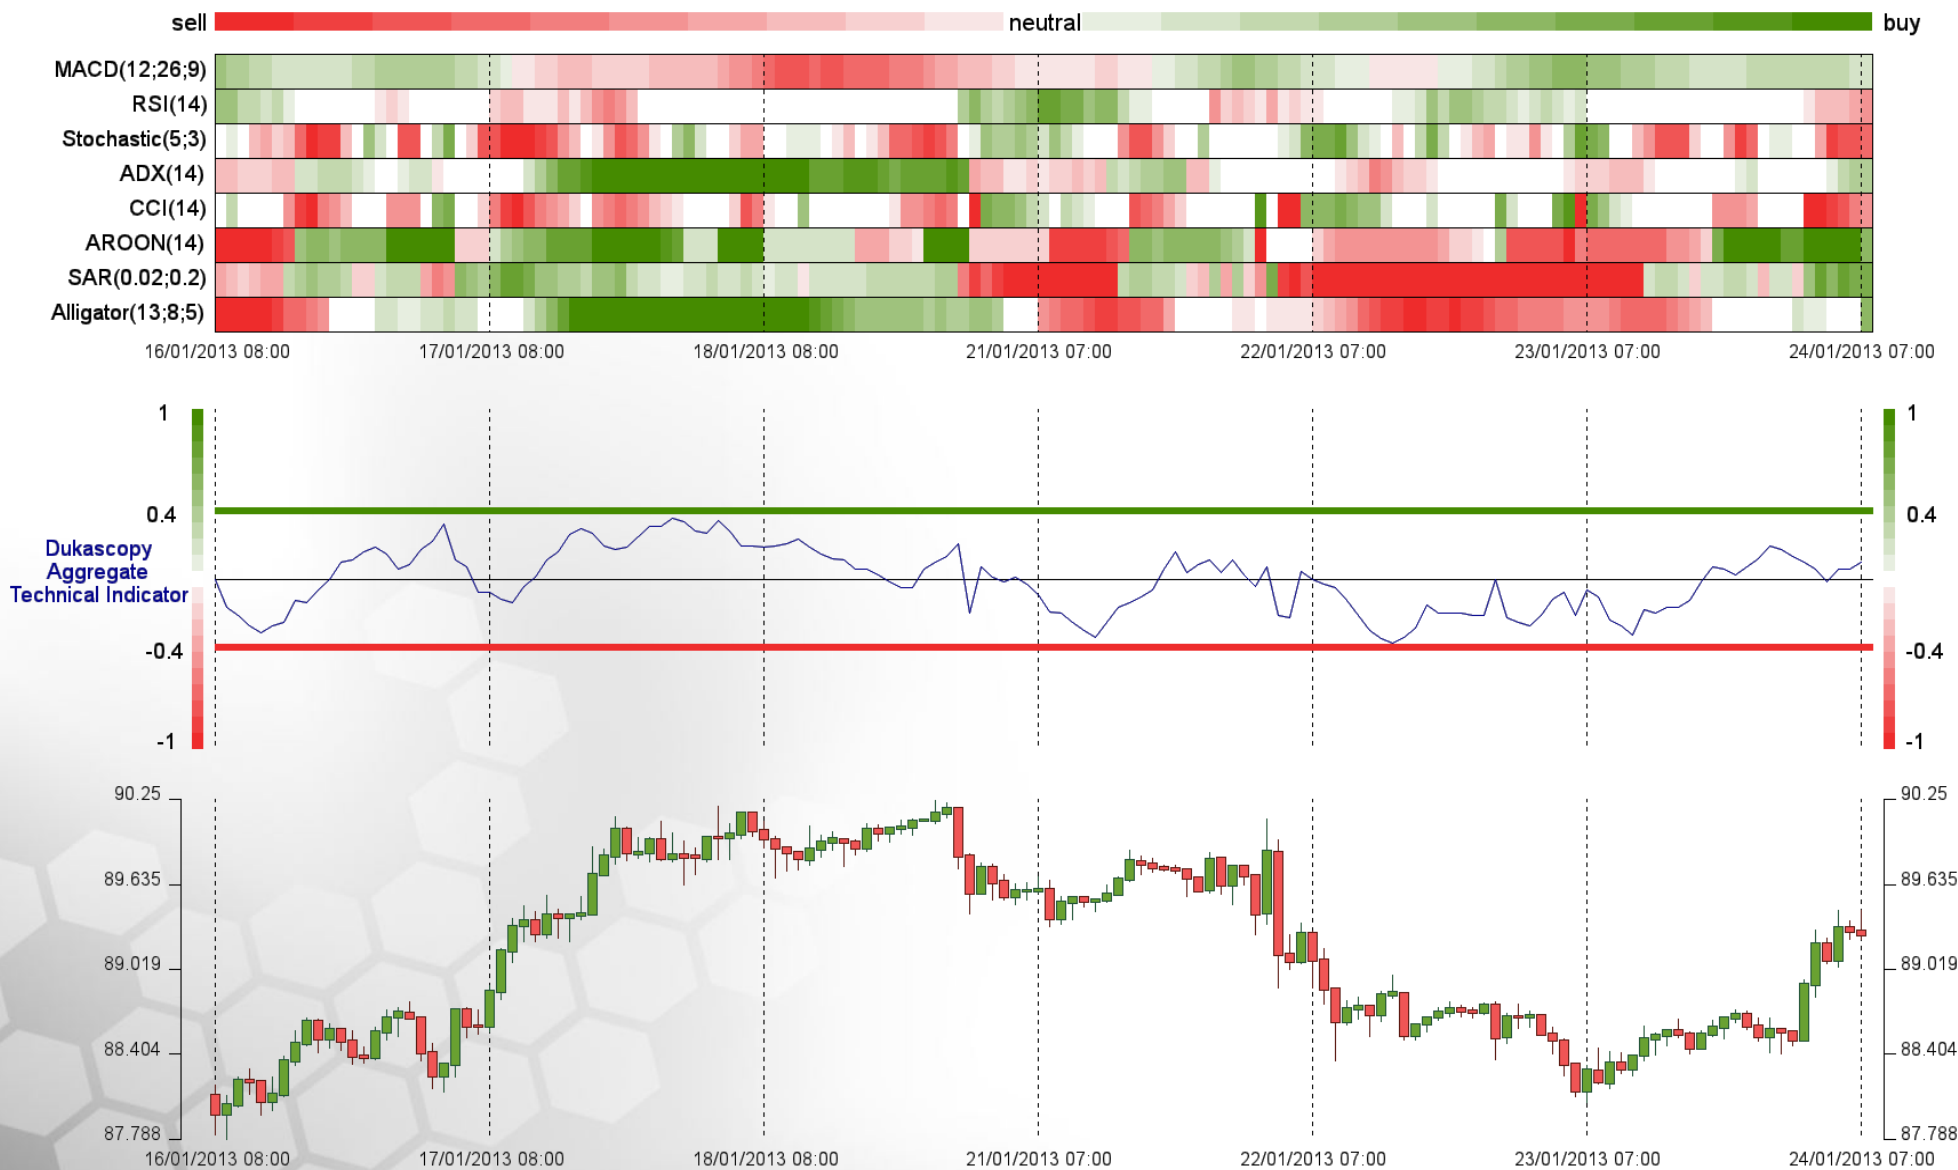 sell neutral buy
MACD(12;26;9)
RSI(14)
Stochastic(5;3)
ADX(14)
CCI(14)
AROON(14)
SAR(0.02;0.2)
Alligator(13;8;5)
16/01/2013 08:00 17/01/2013 08:00 18/01/2013 08:00 21/01/2013 07:00 22/01/2013 07:00 23/01/2013 07:00 24/01/2013 07:00
1 1
0.4 0.4
Dukascopy
Aggregate
Technical Indicator
-0.4 -0.4
-1 -1
90.25 90.25
89.635 89.635
89.019 89.019
88.404 88.404
87.788 87.788
16/01/2013 08:00 17/01/2013 08:00 18/01/2013 08:00 21/01/2013 07:00 22/01/2013 07:00 23/01/2013 07:00 24/01/2013 07:00